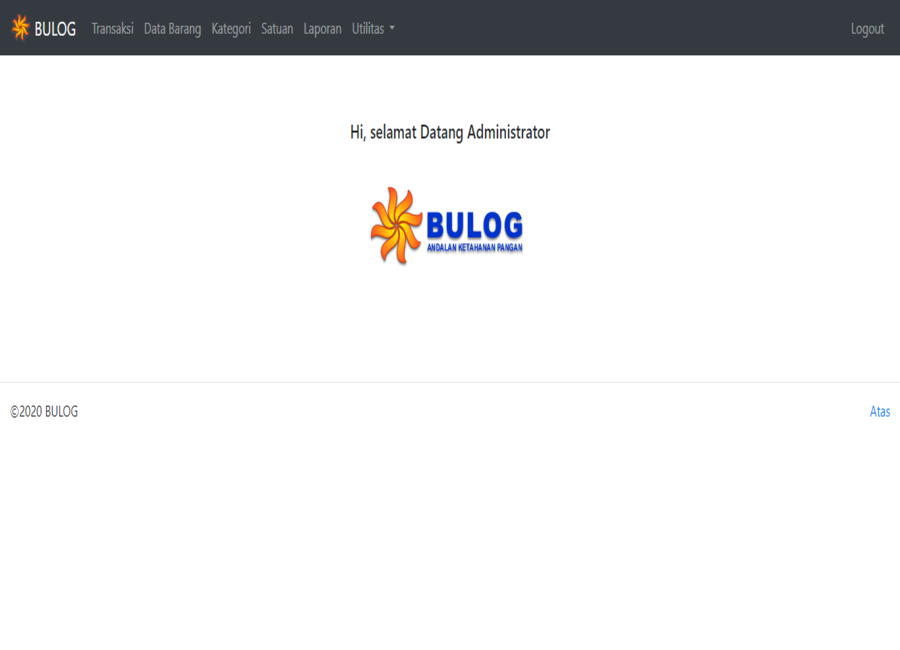 BULOG Transaksi Data Barang Kategori Satuan Laporan Utilitas Logout
Hi, selamat Datang Administrator
BULOG
ANDALAN KETAHANAN PANGAN
©2020 BULOG Atas